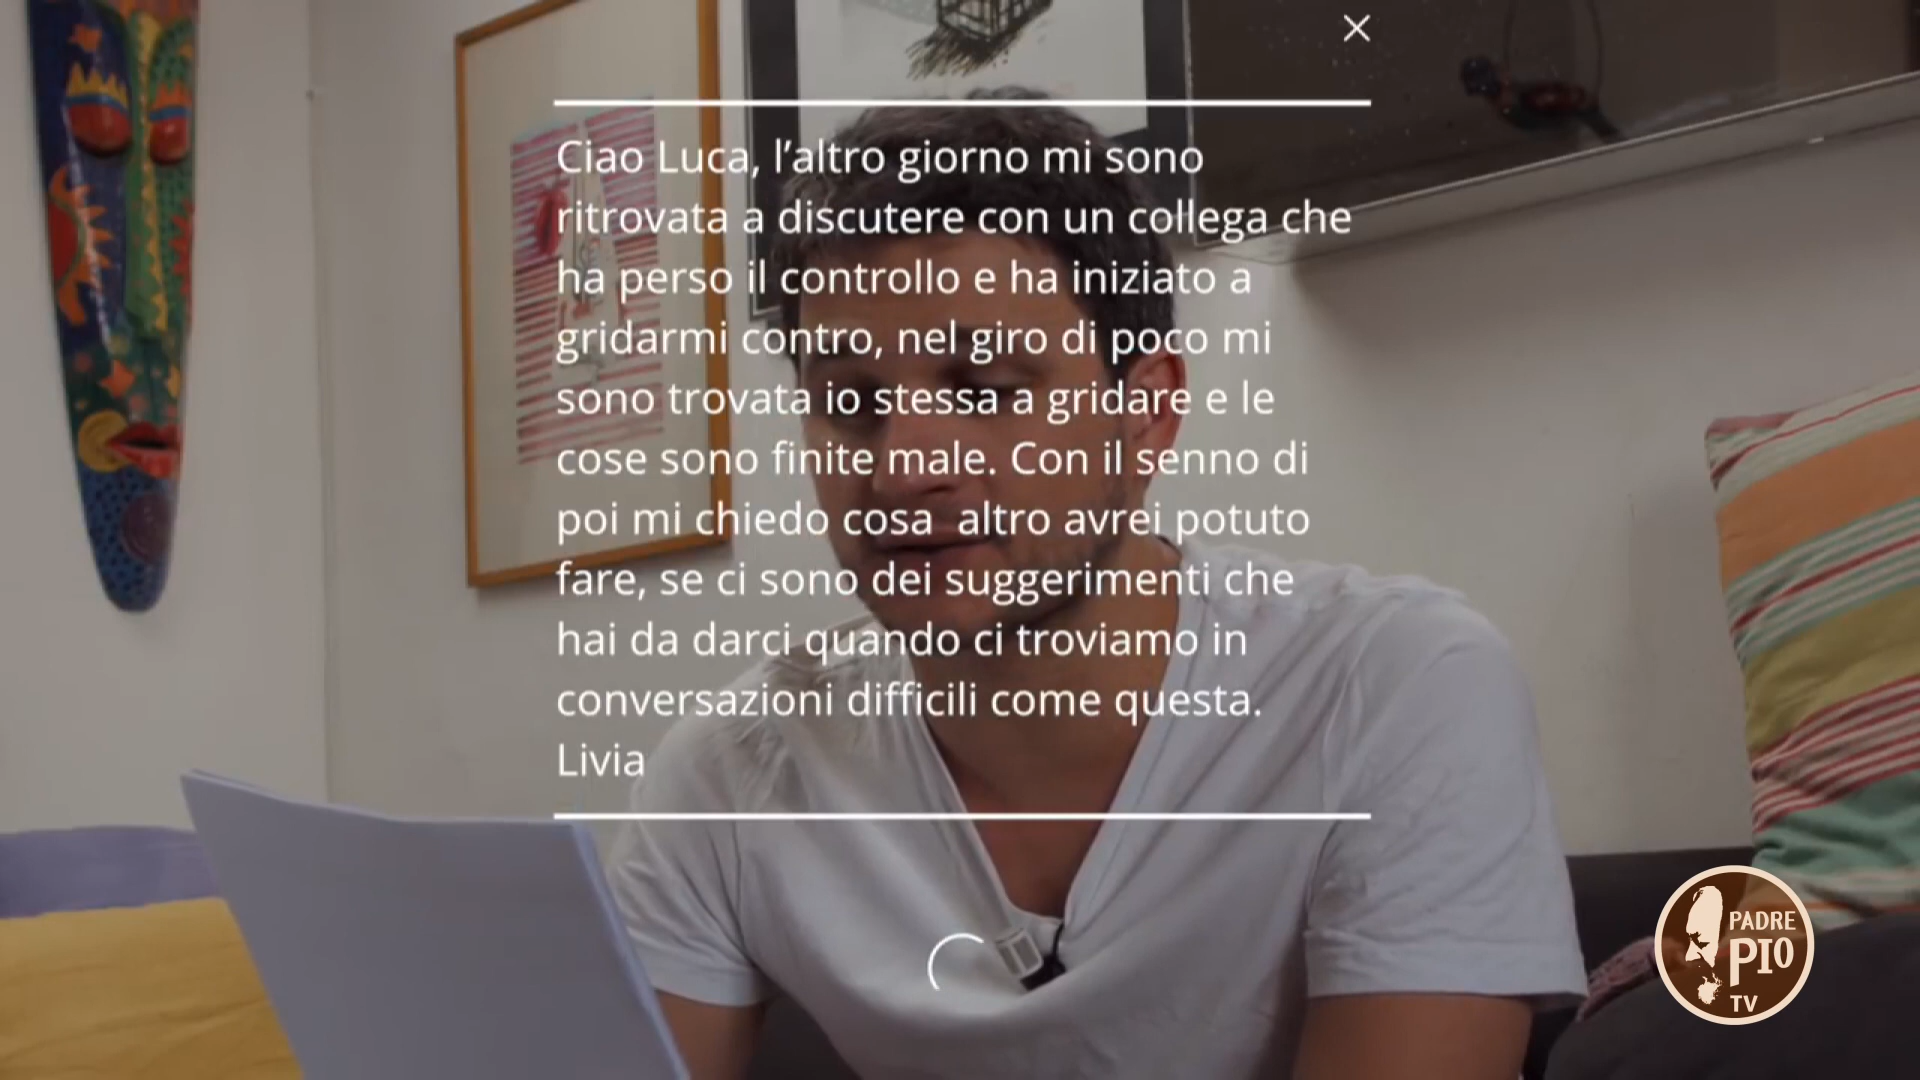 Ciao Luca, l’altro giorno mi sono
ritrovata a discutere con un collega che
ha perso il controllo e ha iniziato a
gridarmi contro, nel giro di poco mi
sono trovata io stessa a gridare e le
cose sono finite male. Con il senno di
poi mi chiedo cosa  altro avrei potuto
fare, se ci sono dei suggerimenti che
hai da darci quando ci troviamo in
conversazioni difficili come questa.
Livia
PADRE
PIO
TV